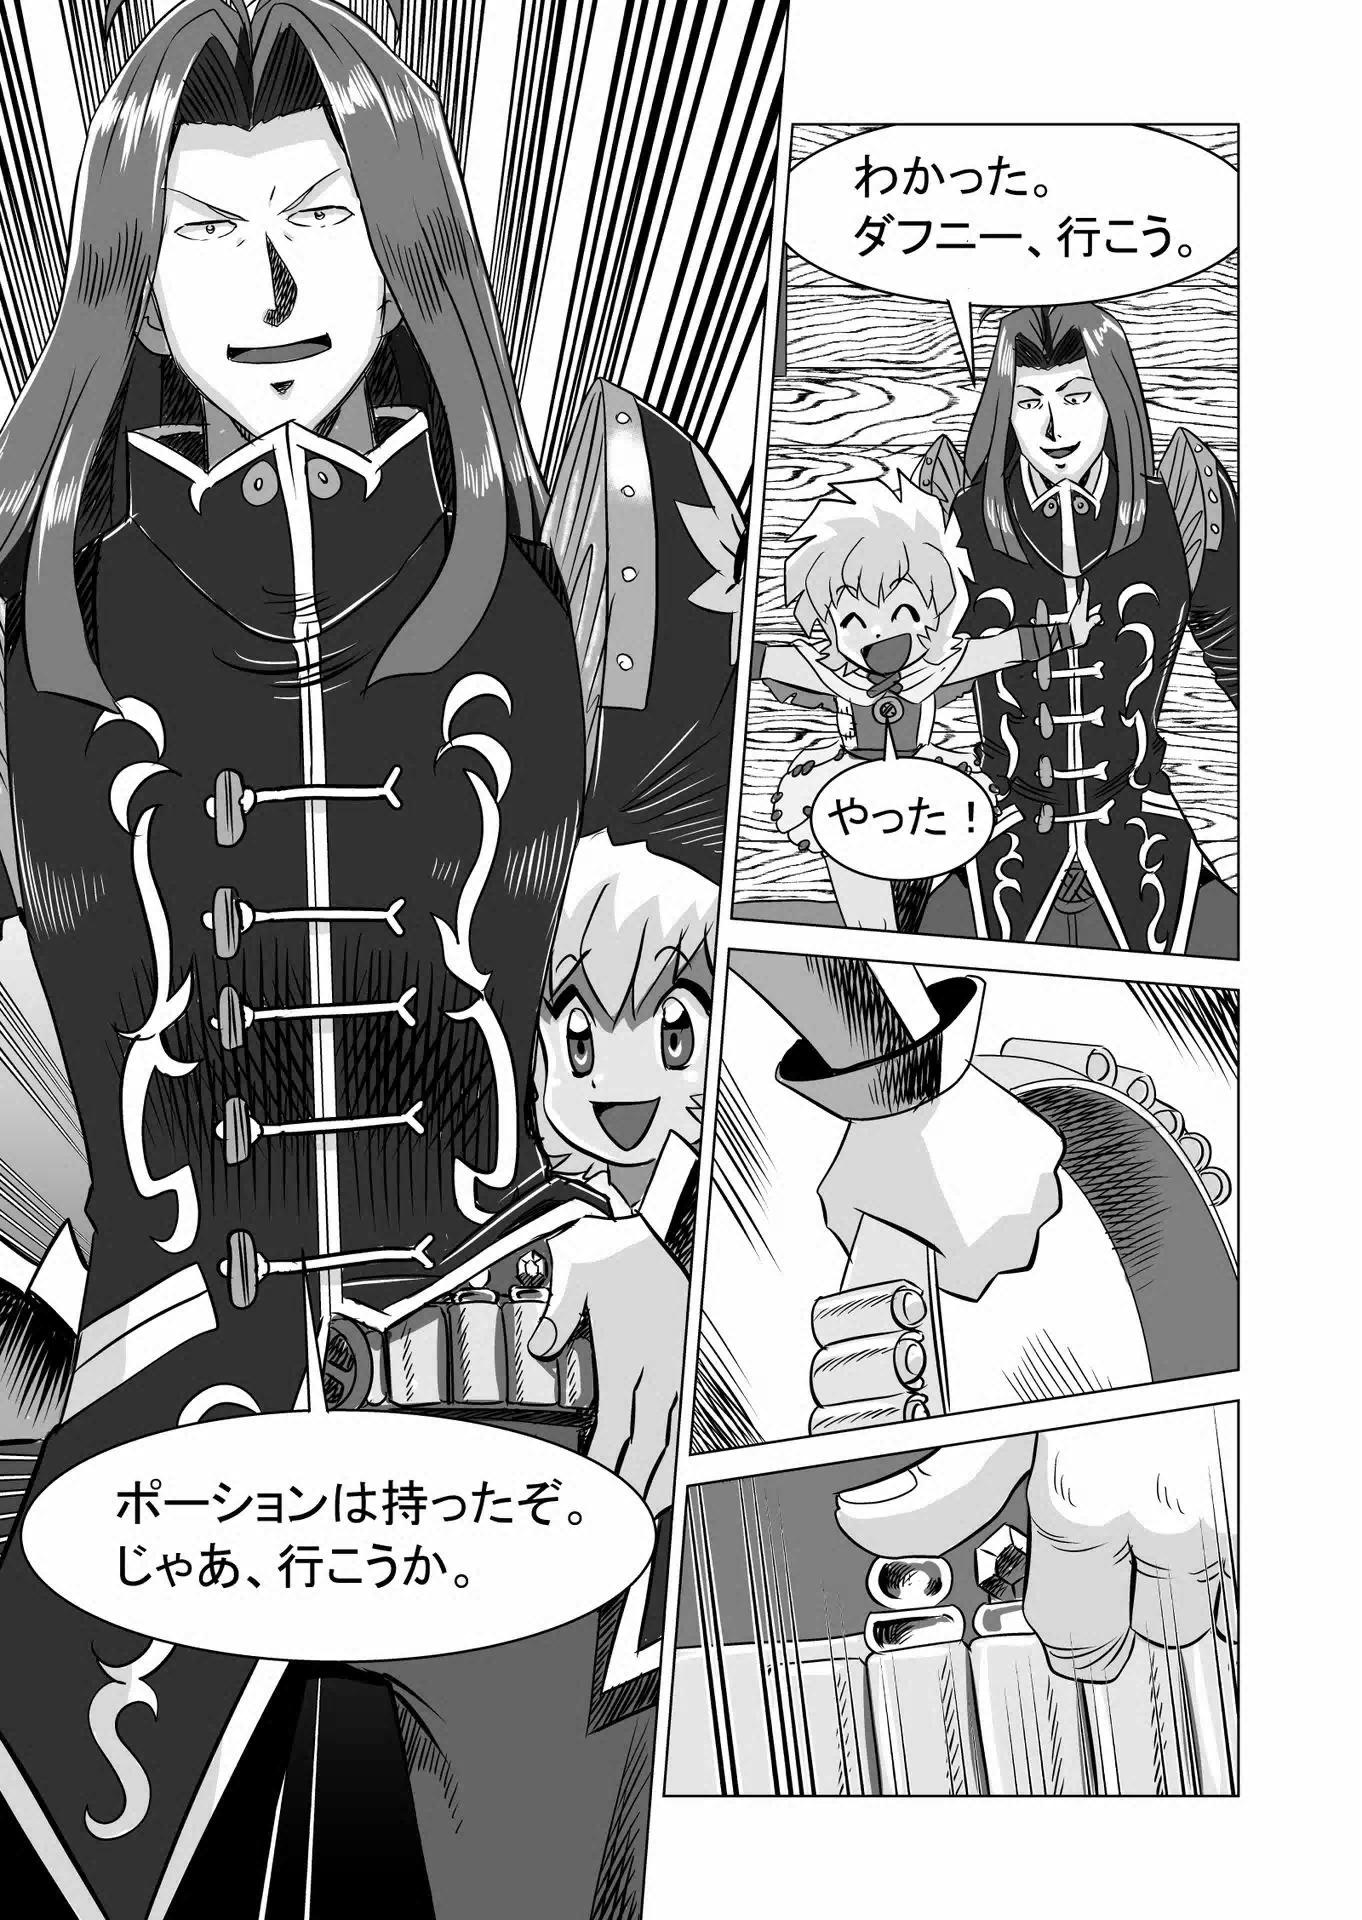 わかった。
ダフニー、行こう。
やった！
ポーションは持ったぞ。
じゃあ、行こうか。